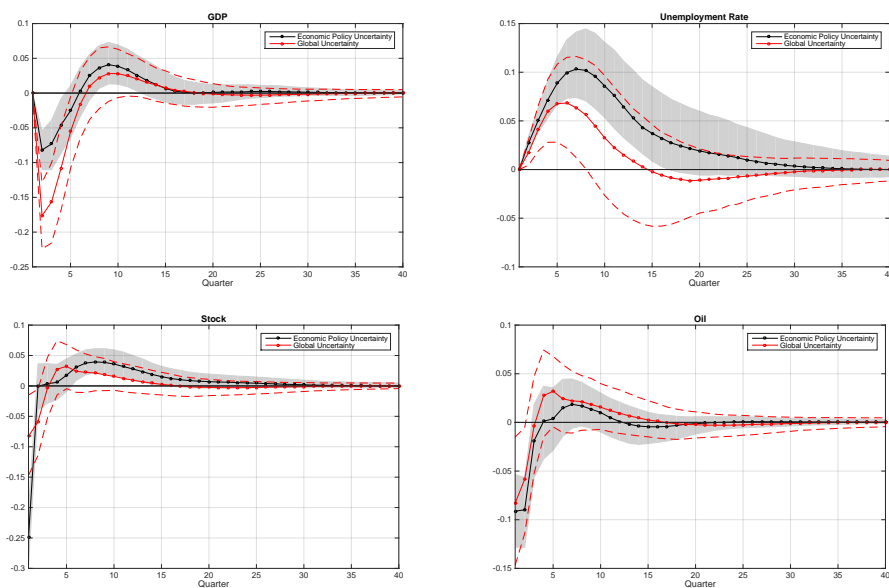 GDP
0.1
0.05
0
-0.05
-0.1
-0.15
-0.2
-0.25
5 10 15 20 25 30 35 40
Quarter
Economic Policy Uncertainty
Global Uncertainty
Unemployment Rate
0.15
0.1
0.05
0
0.05
0.1
5 10 15 20 25 30 35 40
Quarter
Economic Policy Uncertainty
Global Uncertainty
Stock
0.1
0.05
0
-0.05
-0.1
-0.15
-0.2
-0.25
-0.3
5 10 15 20 25 30 35 40
Quarter
Economic Policy Uncertainty
Global Uncertainty
Oil
0.1
0.05
0
-0.05
-0.1
-0.15
5 10 15 20 25 30 35 40
Quarter
Economic Policy Uncertainty
Global Uncertainty